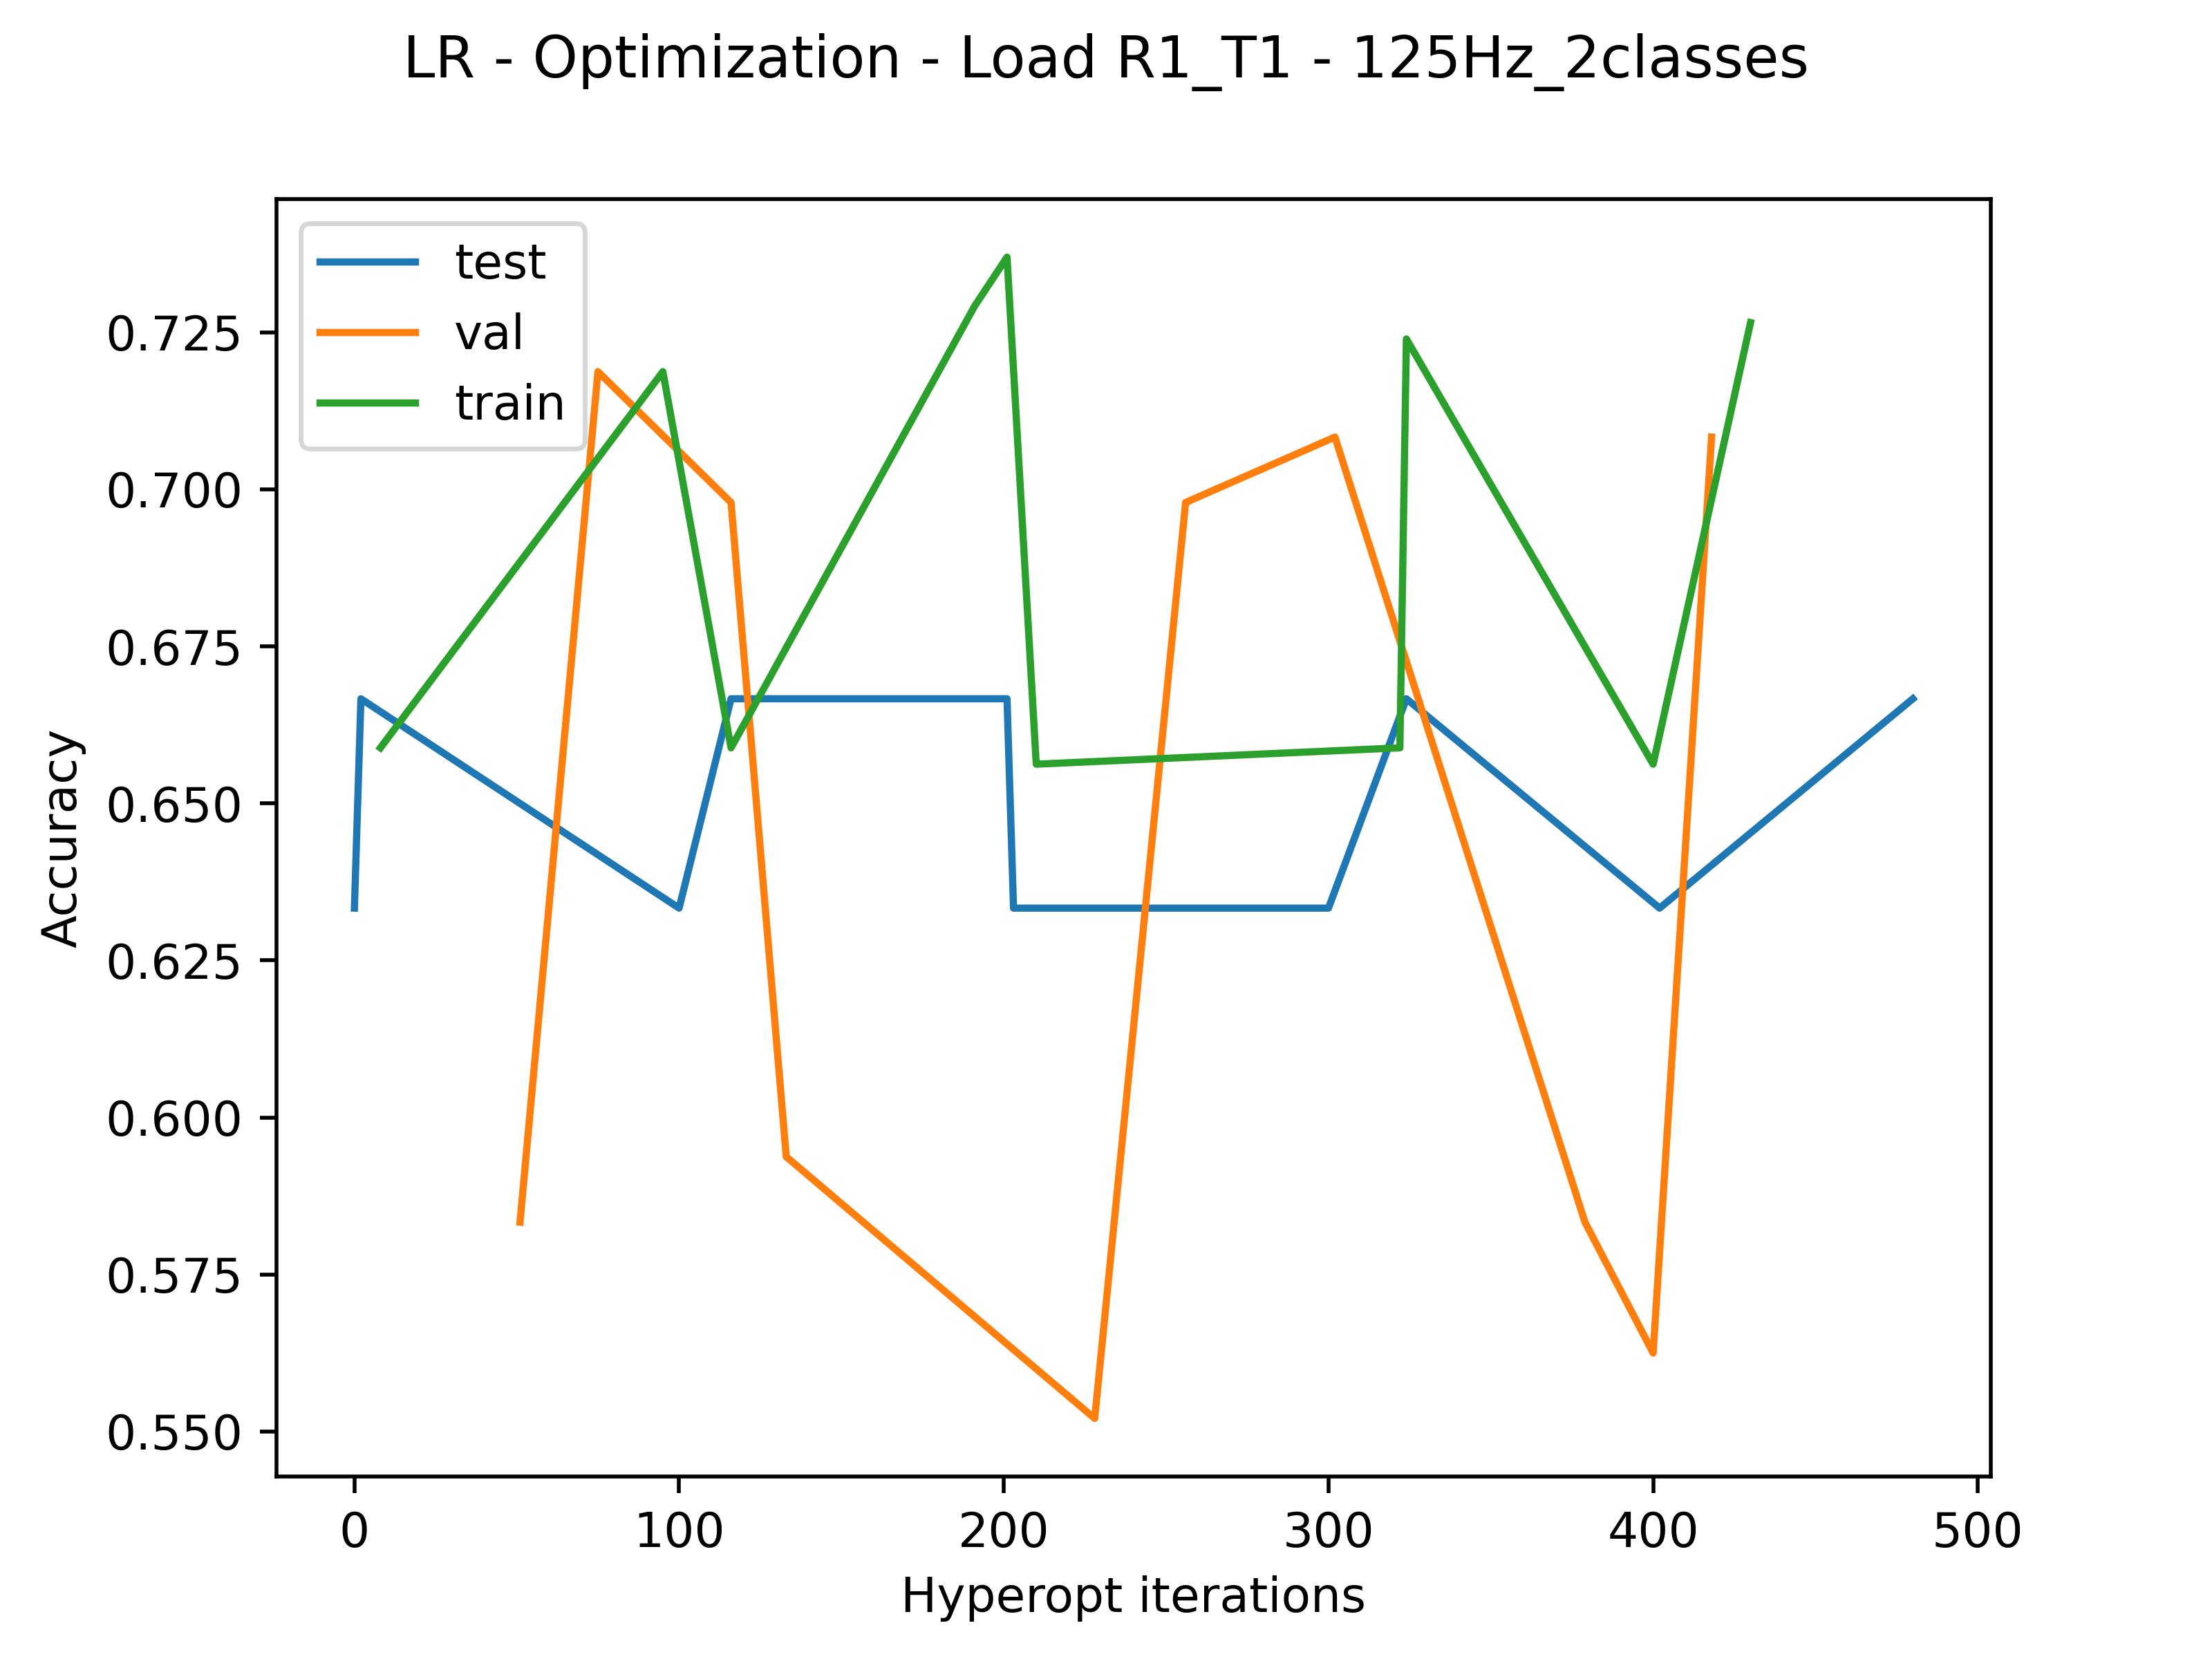 LR - Optimization - Load R1_T1 - 125Hz_2classes
test
val
train
0.725
0.700
0.675
0.650
0.625
0.600
0.575
0.550
Accuracy
0 100 200 300 400 500
Hyperopt iterations